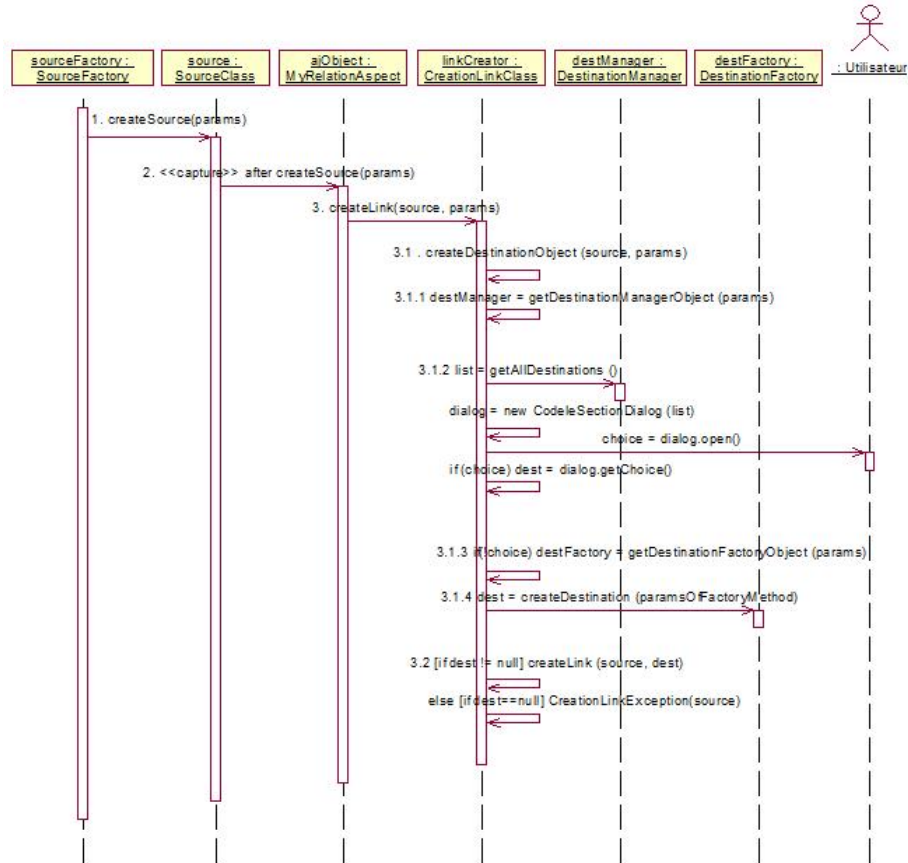 sourceFactory :
SourceFactory
source :
SourceClass
ajObject :
MyRelationAspect
linkCreator :
CreationLinkClass
destManager :
DestinationManager
destFactory :
DestinationFactory
: Utilisateur
1. createSource(params)
2. <<capture>> after createSource(params)
3. createLink(source, params)
3.1 . createDestinationObject (source, params)
3.1.1 destManager = getDestinationManagerObject (params)
3.1.2 list = getAllDestinations ()
dialog = new CodeleSectionDialog (list)
choice = dialog.open()
if(choice) dest = dialog.getChoice()
3.1.3 if(!choice) destFactory = getDestinationFactoryObject (params)
3.1.4 dest = createDestination (paramsOfFactoryMethod)
3.2 [ifdest != null] createLink (source, dest)
else [ifdest==null] CreationLinkException(source)